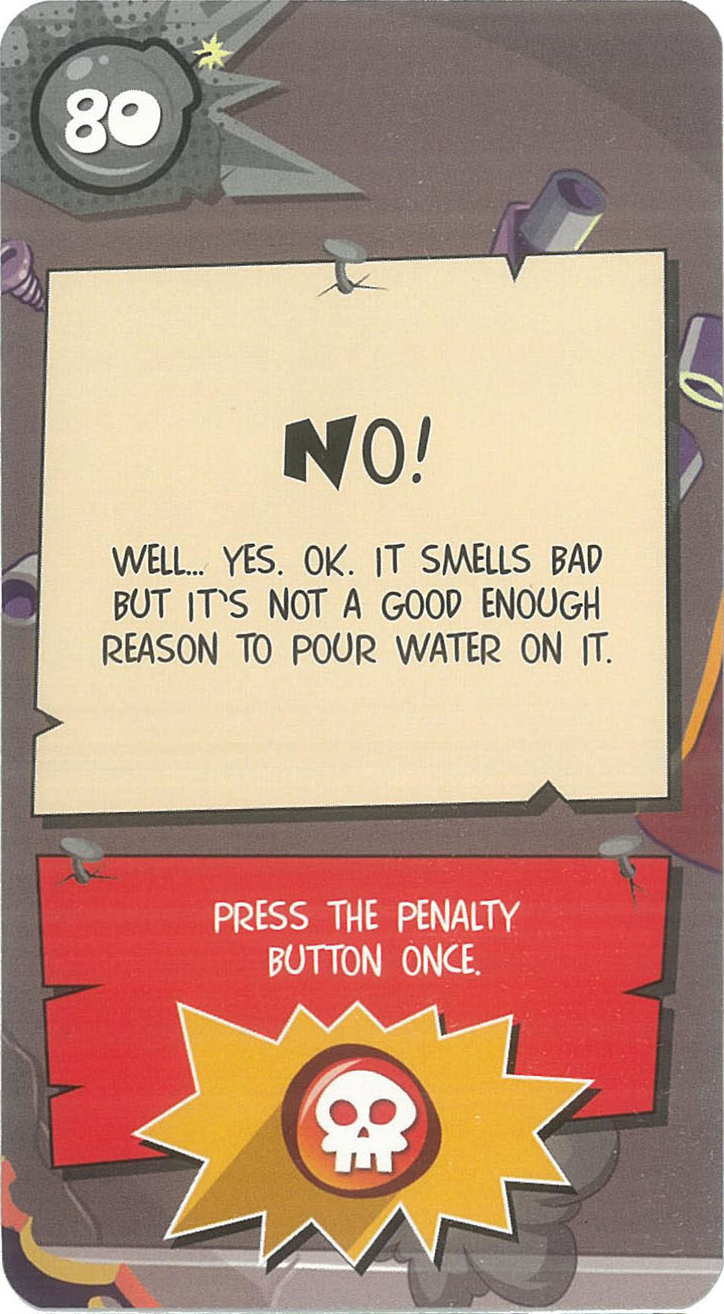 80
NO!
WELL... YES. OK. IT SMELLS BAD
BUT IT'S NOT A GOOD ENOUGH
REASON TO POUR WATER ON IT.
PRESS THE PENALTY
BUTTON ONCE.